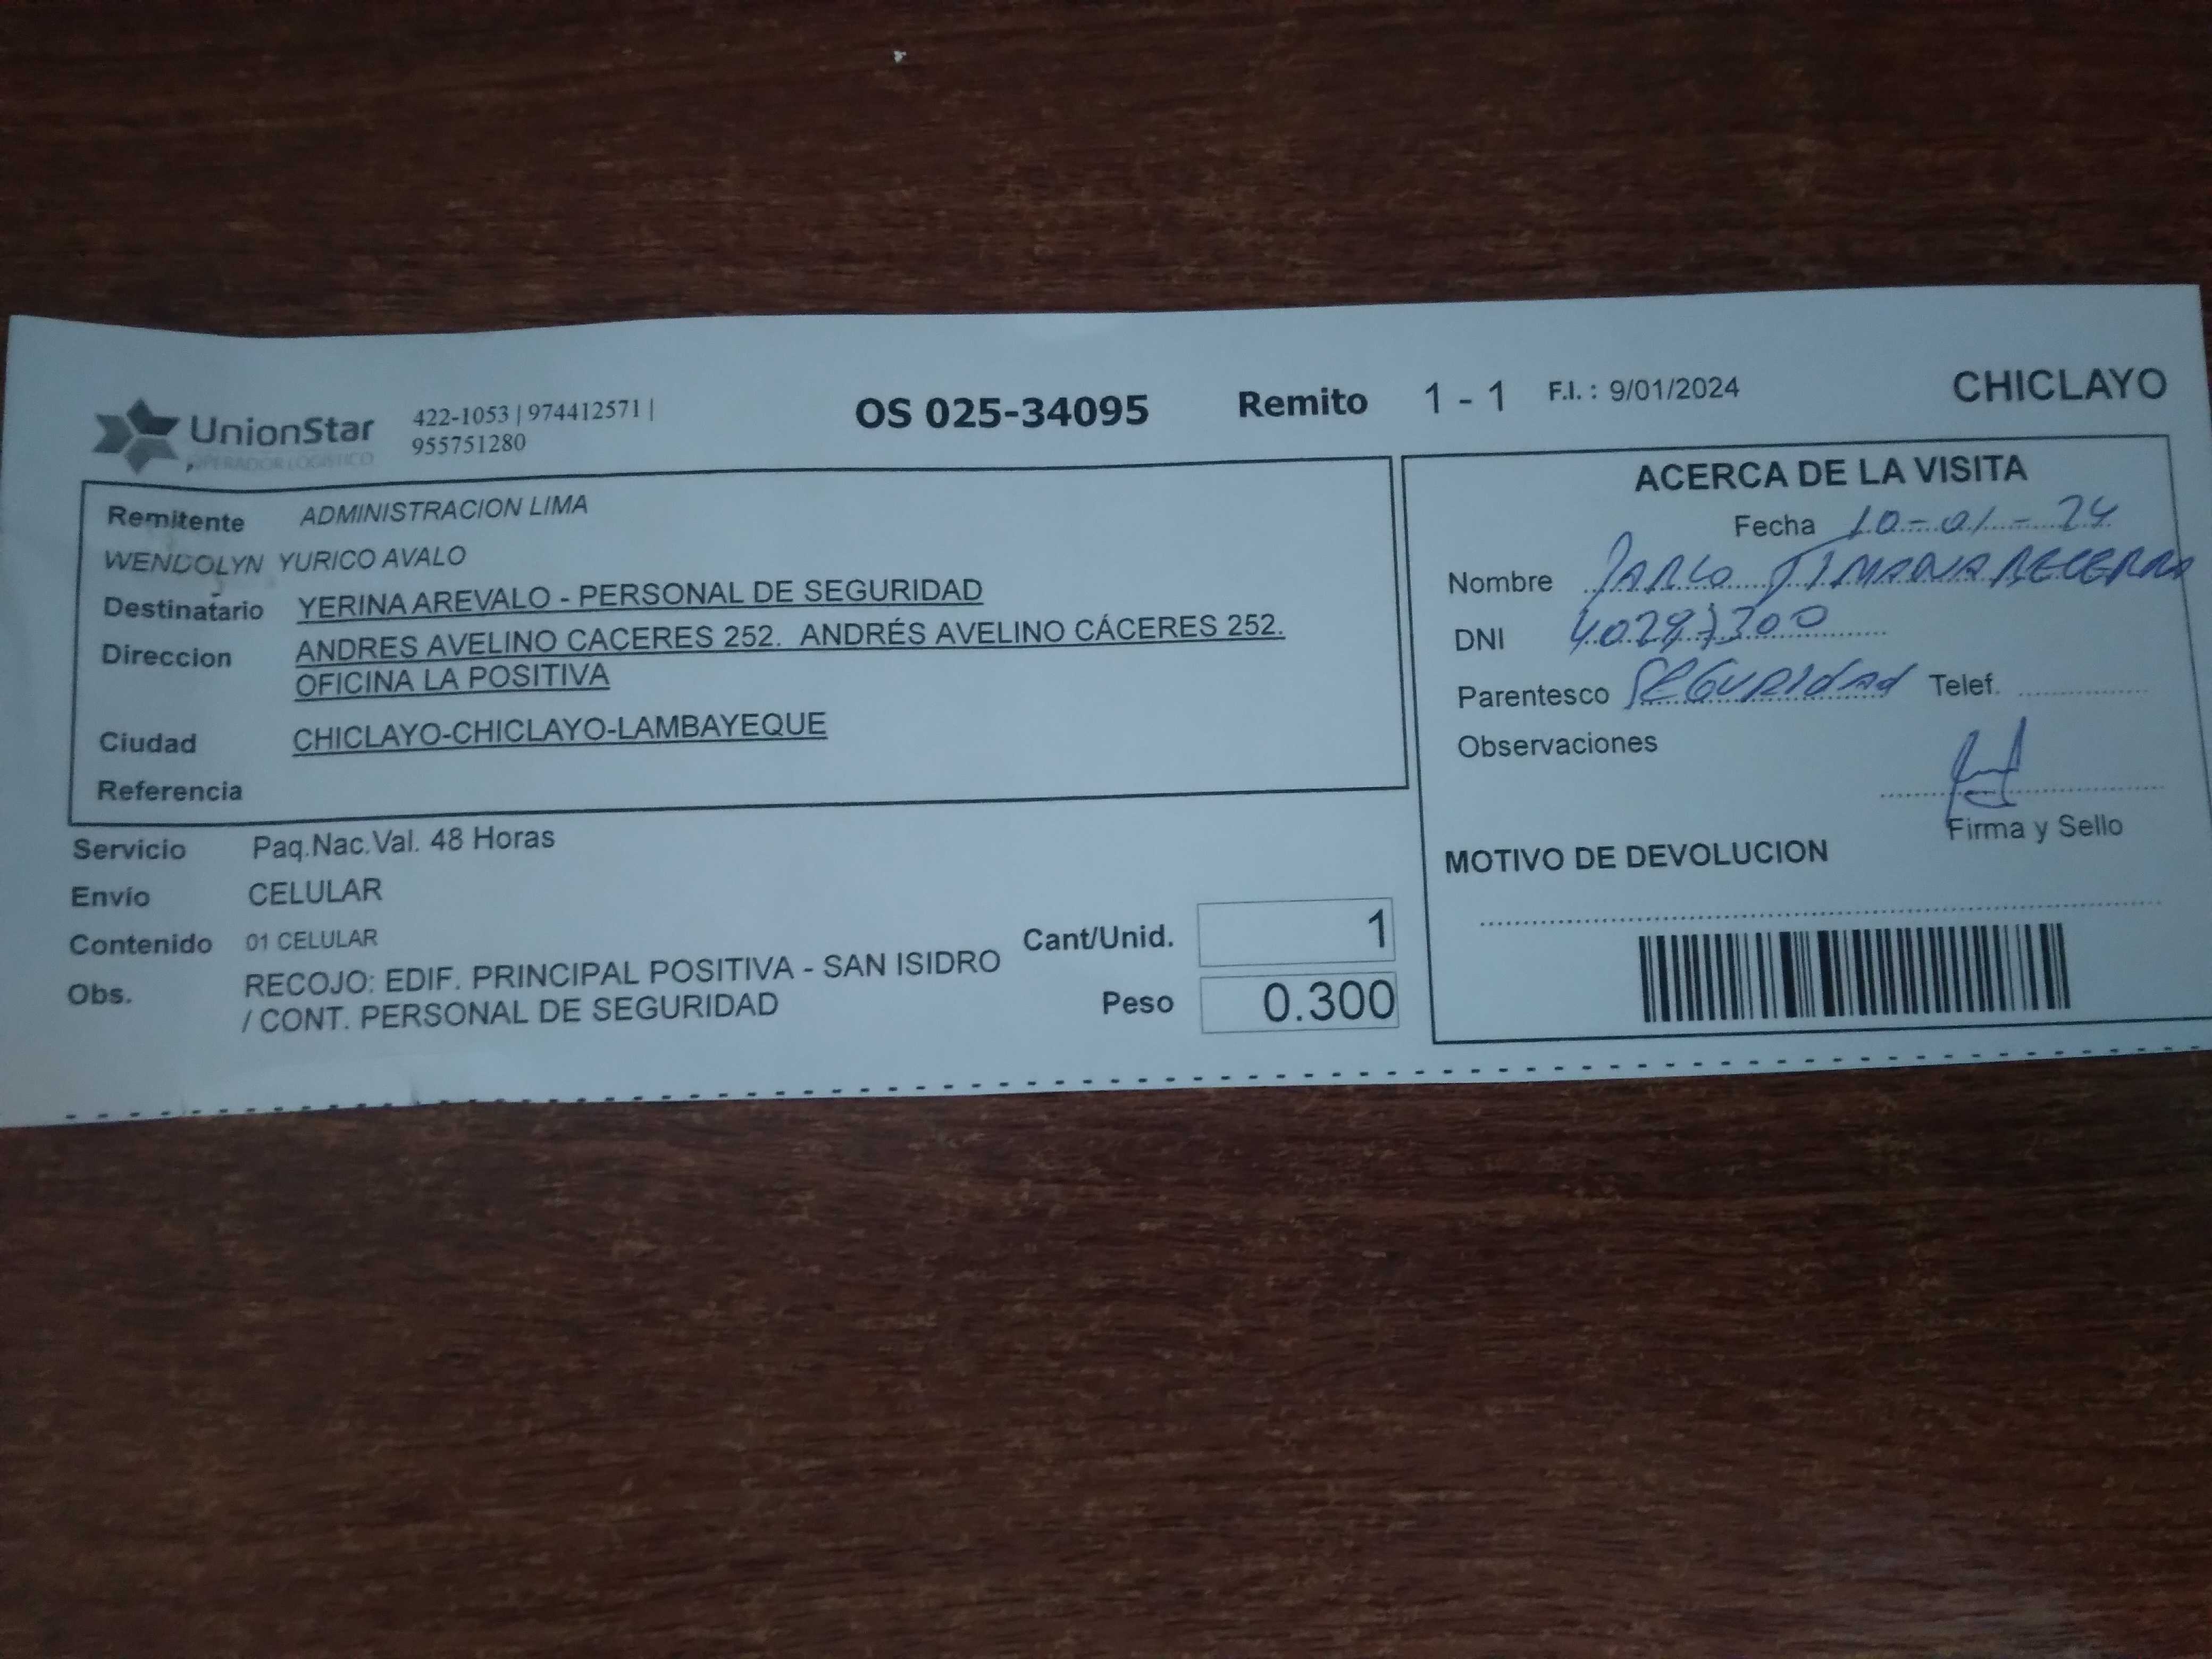 UnionStar
OPERADOR LOGISTICO
422-1053 | 974412571 |
955751280
OS 025-34095 Remito 1 - 1 F.I. : 9/01/2024 CHICLAYO
Remitente ADMINISTRACION LIMA
WENDOLYN YURICO AVALO
Destinatario YERINA AREVALO - PERSONAL DE SEGURIDAD
Direccion ANDRES AVELINO CACERES 252. ANDRÉS AVELINO CÁCERES 252.
OFICINA LA POSITIVA
Ciudad CHICLAYO-CHICLAYO-LAMBAYEQUE
Referencia
Servicio Paq.Nac.Val. 48 Horas
Envío CELULAR
Contenido 01 CELULAR
Obs. RECOJO: EDIF. PRINCIPAL POSITIVA - SAN ISIDRO
/ CONT. PERSONAL DE SEGURIDAD
Cant/Unid. 1
Peso 0.300
ACERCA DE LA VISITA
Fecha 10-01-24
Nombre TIMANA BECERRA
DNI
Parentesco SEGURIDAD Telef.
Observaciones
Firma y Sello
MOTIVO DE DEVOLUCION